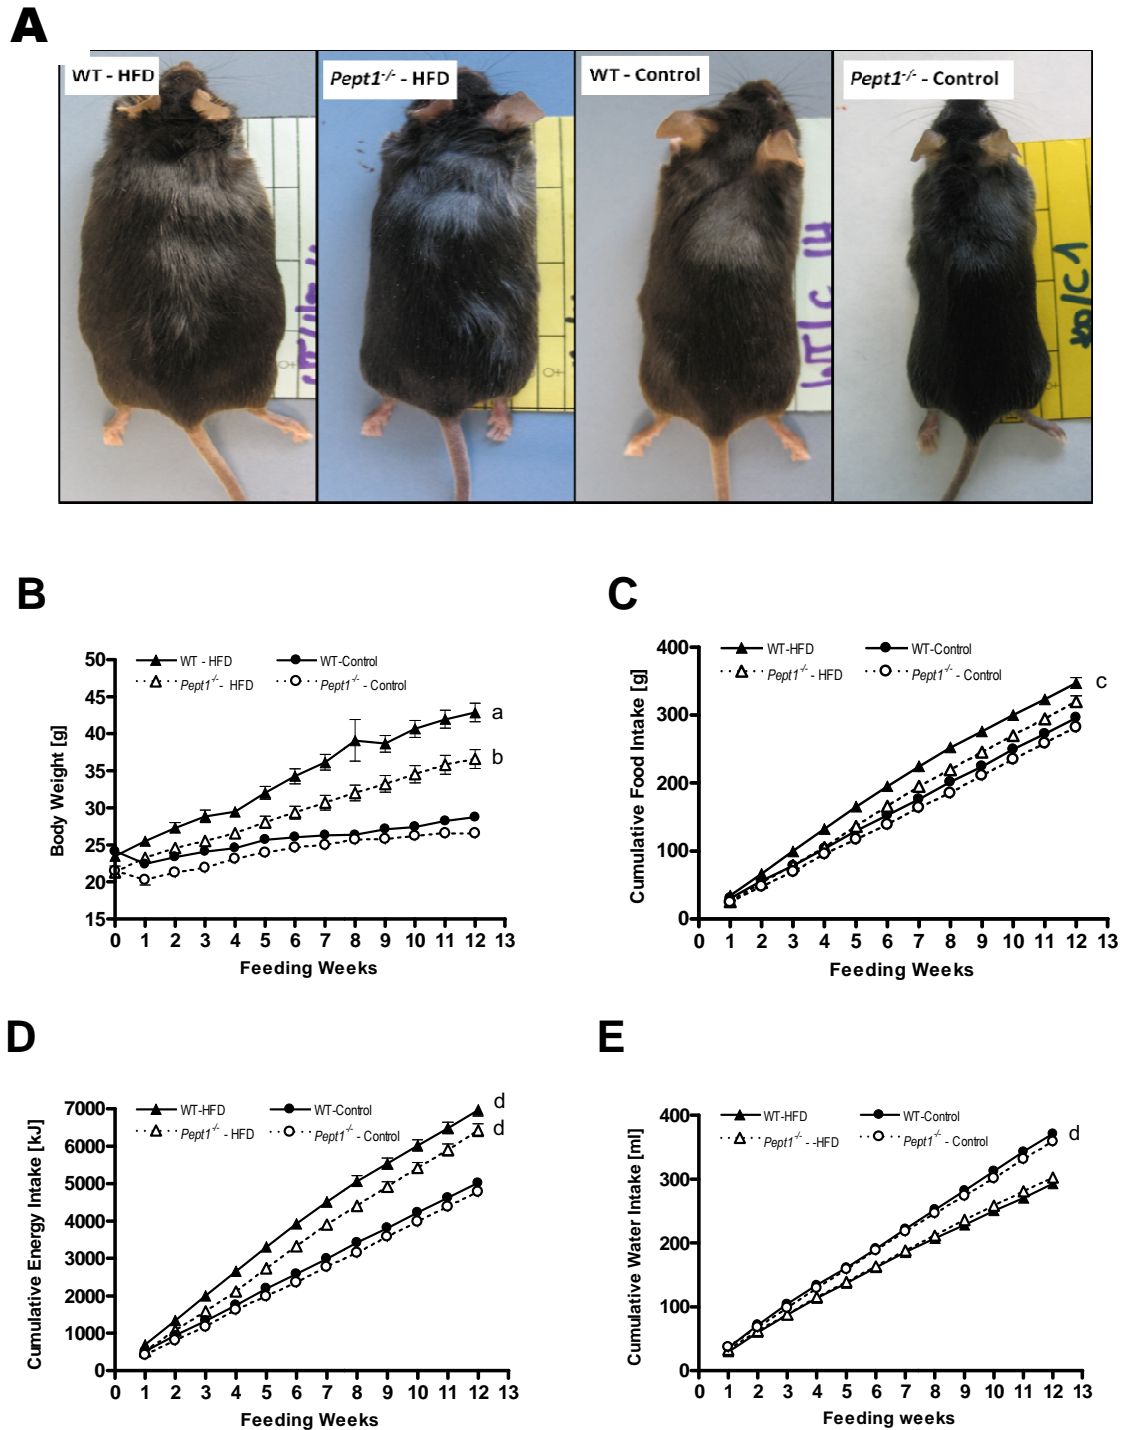 A
WT - HFD
Pept1-/- - HFD
WT - Control
Pept1-/- - Control
WT/C 14
KO/C1
B
WT - HFD
WT-Control
Pept1-/- - HFD
Pept1-/- - Control
50
45
40
35
30
25
20
15
a
b
Body Weight [g]
0 1 2 3 4 5 6 7 8 9 10 11 12 13
Feeding Weeks
C
WT-HFD
WT-Control
Pept1-/- - HFD
Pept1-/- - Control
400
300
200
100
0
c
Cumulative Food Intake [g]
0 1 2 3 4 5 6 7 8 9 10 11 12 13
Feeding Weeks
D
WT-HFD
WT-Control
Pept1-/- - HFD
Pept1-/- - Control
7000
6000
5000
4000
3000
2000
1000
0
d
d
Cumulative Energy Intake [kJ]
0 1 2 3 4 5 6 7 8 9 10 11 12 13
Feeding Weeks
E
WT-HFD
WT-Control
Pept1-/- - -HFD
Pept1-/- - Control
400
300
200
100
0
d
Cumulative Water Intake [ml]
0 1 2 3 4 5 6 7 8 9 10 11 12 13
Feeding weeks